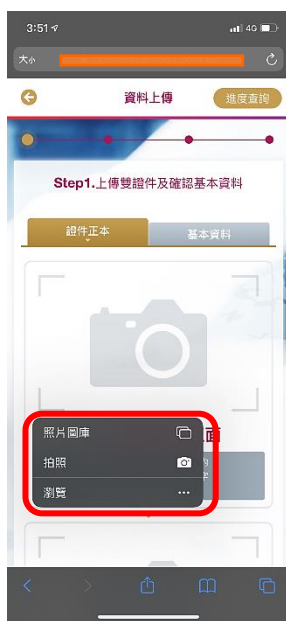 3:51
4G
大小
資料上傳
進度查詢
Step1.上傳雙證件及確認基本資料
證件正本
基本資料
面
照片圖庫
拍照
瀏覽
字